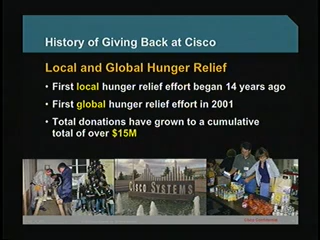 History of Giving Back at Cisco
Local and Global Hunger Relief
• First local hunger relief effort began 14 years ago
• First global hunger relief effort in 2001
• Total donations have grown to a cumulative
total of over $15M
CISCO SYSTEMS
Cisco Confidential